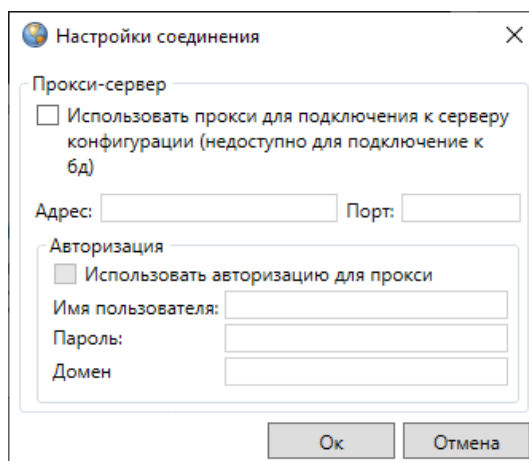 Настройки соединения
Прокси-сервер
Использовать прокси для подключения к серверу
конфигурации (недоступно для подключение к
бд)
Адрес: Порт:
Авторизация
Использовать авторизацию для прокси
Имя пользователя:
Пароль:
Домен
Ок Отмена